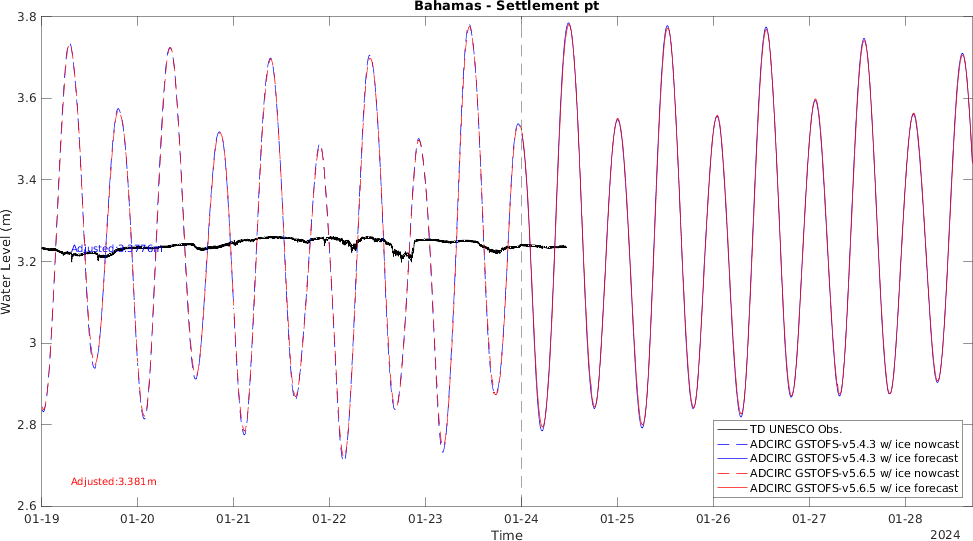 Bahamas - Settlement pt
3.8
3.6
3.4
3.2
3
2.8
2.6
Water Level (m)
Adjusted:3.2776m
Adjusted:3.381m
TD UNESCO Obs.
ADCIRC GSTOFS-v5.4.3 w/ ice nowcast
ADCIRC GSTOFS-v5.4.3 w/ ice forecast
ADCIRC GSTOFS-v5.6.5 w/ ice nowcast
ADCIRC GSTOFS-v5.6.5 w/ ice forecast
01-19 01-20 01-21 01-22 01-23 01-24 01-25 01-26 01-27 01-28
Time
2024